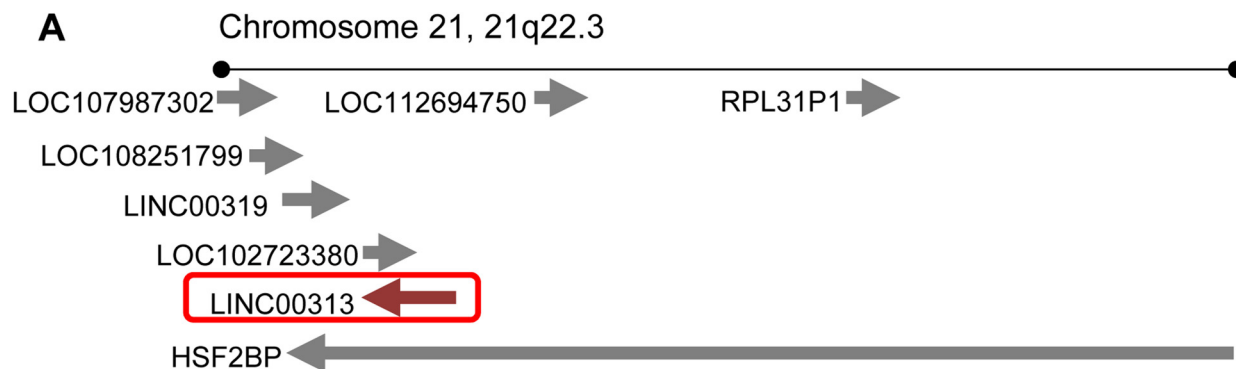 A Chromosome 21, 21q22.3
LOC107987302 LOC112694750 RPL31P1
LOC108251799
LINC00319
LOC102723380
LINC00313
HSF2BP